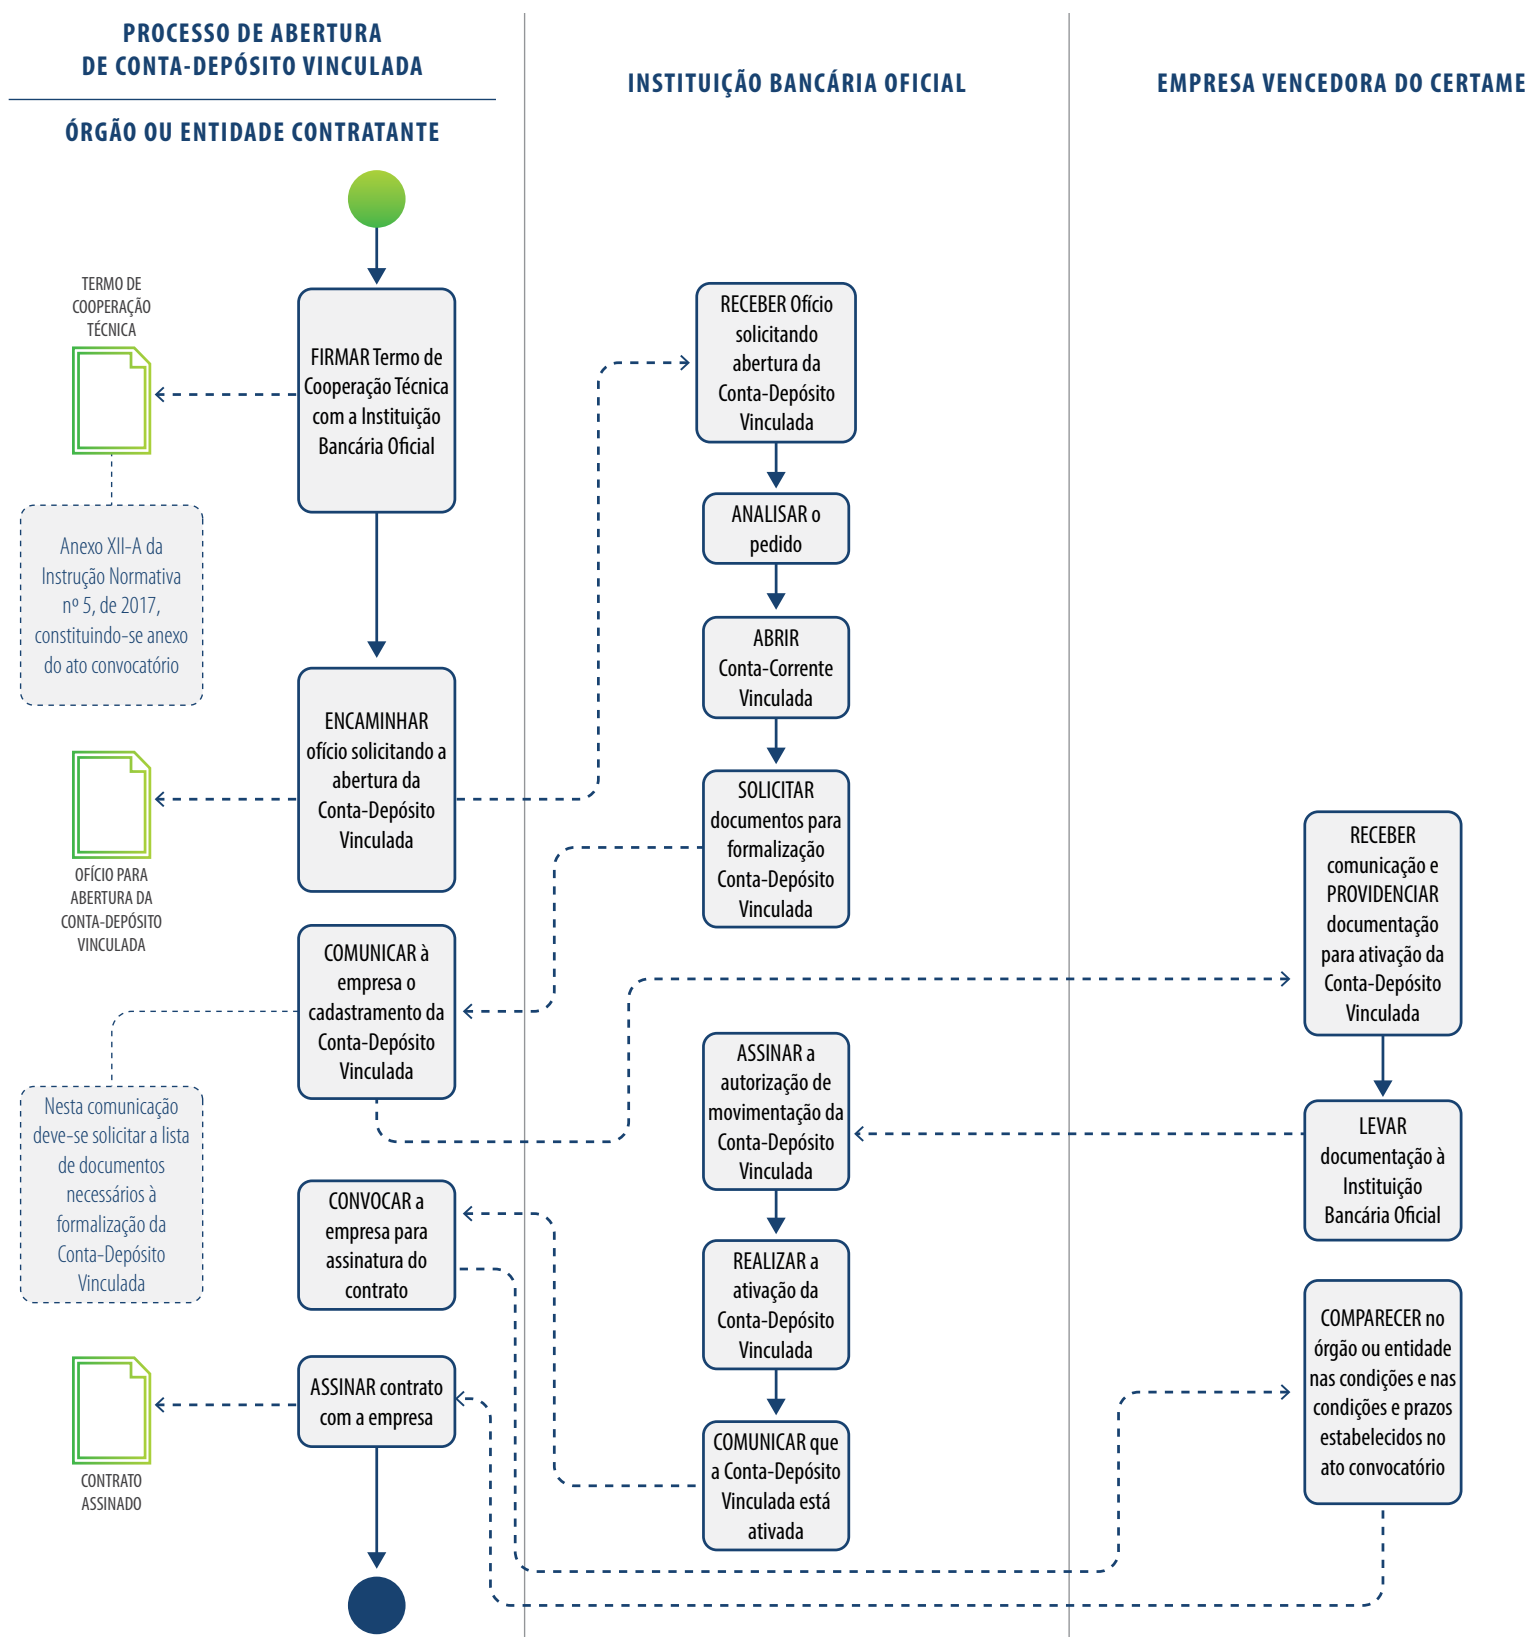 PROCESSO DE ABERTURA
DE CONTA-DEPÓSITO VINCULADA
ÓRGÃO OU ENTIDADE CONTRATANTE
INSTITUIÇÃO BANCÁRIA OFICIAL
EMPRESA VENCEDORA DO CERTAME
TERMO DE
COOPERAÇÃO
TÉCNICA
FIRMAR Termo de
Cooperação Técnica
com a Instituição
Bancária Oficial
Anexo XII-A da
Instrução Normativa
nº 5, de 2017,
constituindo-se anexo
do ato convocatório
ENCAMINHAR
ofício solicitando a
abertura da
Conta-Depósito
Vinculada
OFÍCIO PARA
ABERTURA DA
CONTA-DEPÓSITO
VINCULADA
COMUNICAR à
empresa o
cadastramento da
Conta-Depósito
Vinculada
Nesta comunicação
deve-se solicitar a lista
de documentos
necessários à
formalização da
Conta-Depósito
Vinculada
CONVOCAR a
empresa para
assinatura do
contrato
ASSINAR contrato
com a empresa
CONTRATO
ASSINADO
RECEBER Ofício
solicitando
abertura da
Conta-Depósito
Vinculada
ANALISAR o
pedido
ABRIR
Conta-Corrente
Vinculada
SOLICITAR
documentos para
formalização
Conta-Depósito
Vinculada
ASSINAR a
autorização de
movimentação da
Conta-Depósito
Vinculada
REALIZAR a
ativação da
Conta-Depósito
Vinculada
COMUNICAR que
a Conta-Depósito
Vinculada está
ativada
RECEBER
comunicação e
PROVIDENCIAR
documentação
para ativação da
Conta-Depósito
Vinculada
LEVAR
documentação à
Instituição
Bancária Oficial
COMPARECER no
órgão ou entidade
nas condições e nas
condições e prazos
estabelecidos no
ato convocatório